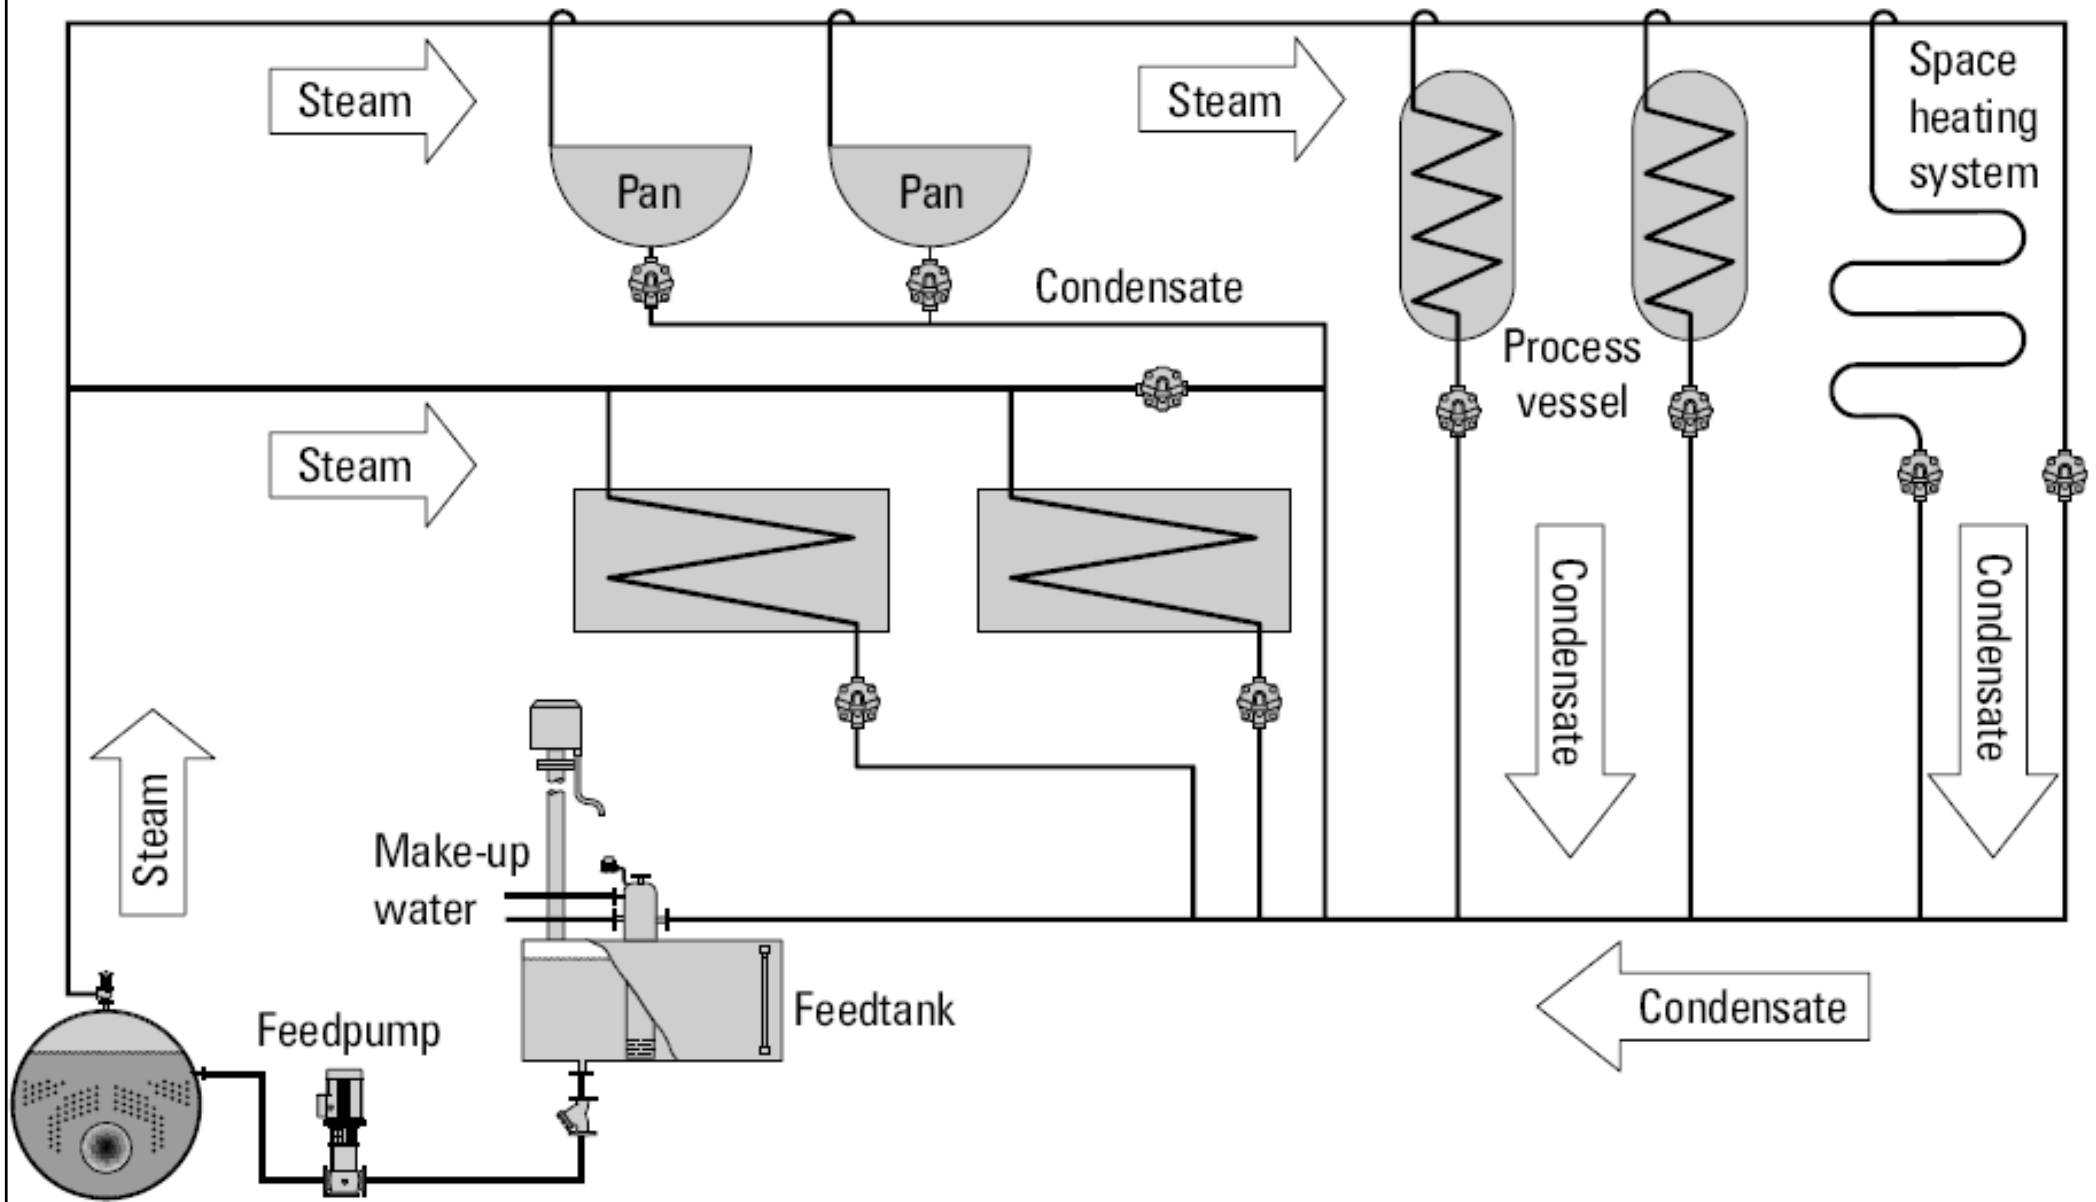 Steam
Steam
Space
heating
system
Pan
Pan
Condensate
Process
vessel
Steam
Condensate
Condensate
Steam
Make-up
water
Feedtank
Condensate
Feedpump